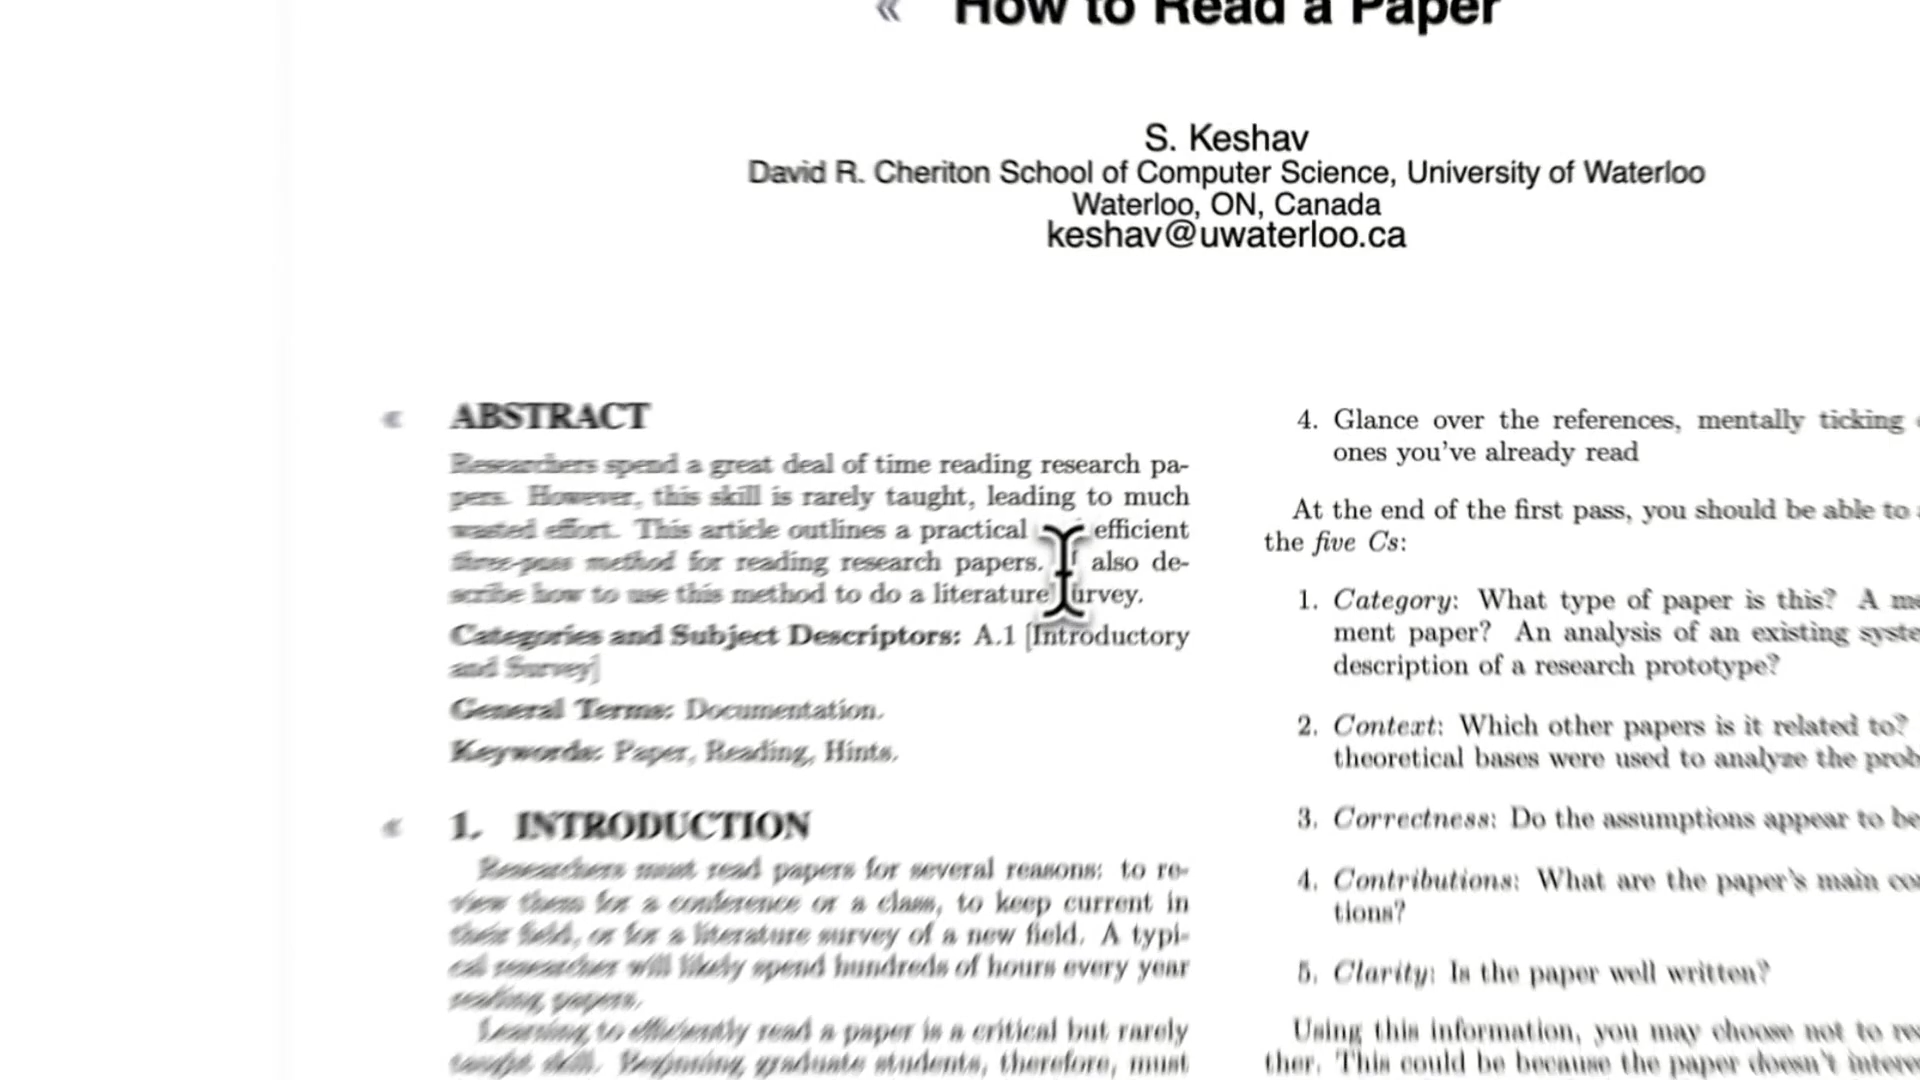 « How to Read a Paper
S. Keshav
David R. Cheriton School of Computer Science, University of Waterloo
Waterloo, ON, Canada
keshav@uwaterloo.ca
« ABSTRACT
Researchers spend a great deal of time reading research pa-
pers. However, this skill is rarely taught, leading to much
wasted effort. This article outlines a practical efficient
three-pass method for reading research papers. I also de-
scribe how to use this method to do a literature urvey.
Categories and Subject Descriptors: A.1 [Introductory
and Survey]
General Terms: Documentation.
Keywords: Paper, Reading, Hints.
« 1. INTRODUCTION
Researchers must read papers for several reasons: to re-
view them for a conference or a class, to keep current in
their field, or for a literature survey of a new field. A typi-
cal researcher will likely spend hundreds of hours every year
reading papers.
Learning to efficiently read a paper is a critical but rarely
taught skill. Beginning graduate students, therefore, must
4. Glance over the references, mentally ticking
ones you've already read
At the end of the first pass, you should be able to
the five Cs:
1. Category: What type of paper is this? A me
ment paper? An analysis of an existing syste
description of a research prototype?
2. Context: Which other papers is it related to?
theoretical bases were used to analyze the prob
3. Correctness: Do the assumptions appear to be
4. Contributions: What are the paper's main con
tions?
5. Clarity: Is the paper well written?
Using this information, you may choose not to rea
ther. This could be because the paper doesn't interes